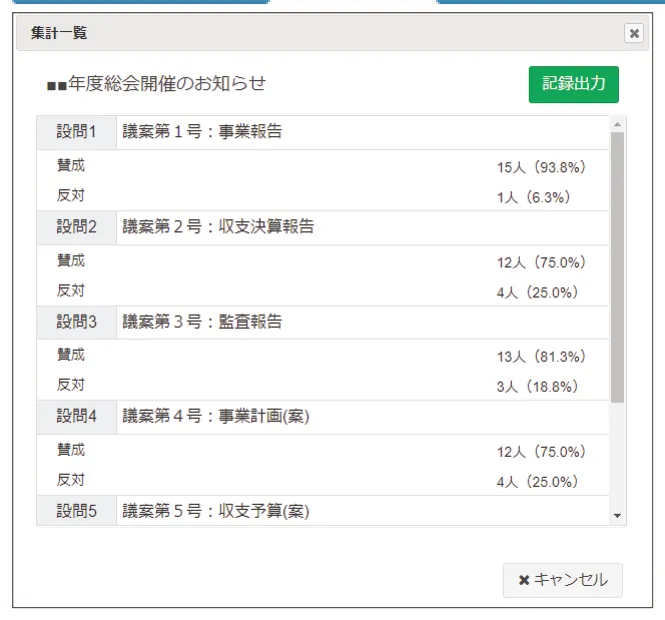 集計一覧
■■年度総会開催のお知らせ
記録出力
設問1 議案第１号：事業報告
賛成 15人（93.8%）
反対 1人（6.3%）
設問2 議案第２号：収支決算報告
賛成 12人（75.0%）
反対 4人（25.0%）
設問3 議案第３号：監査報告
賛成 13人（81.3%）
反対 3人（18.8%）
設問4 議案第４号：事業計画(案)
賛成 12人（75.0%）
反対 4人（25.0%）
設問5 議案第５号：収支予算(案)
✖ キャンセル